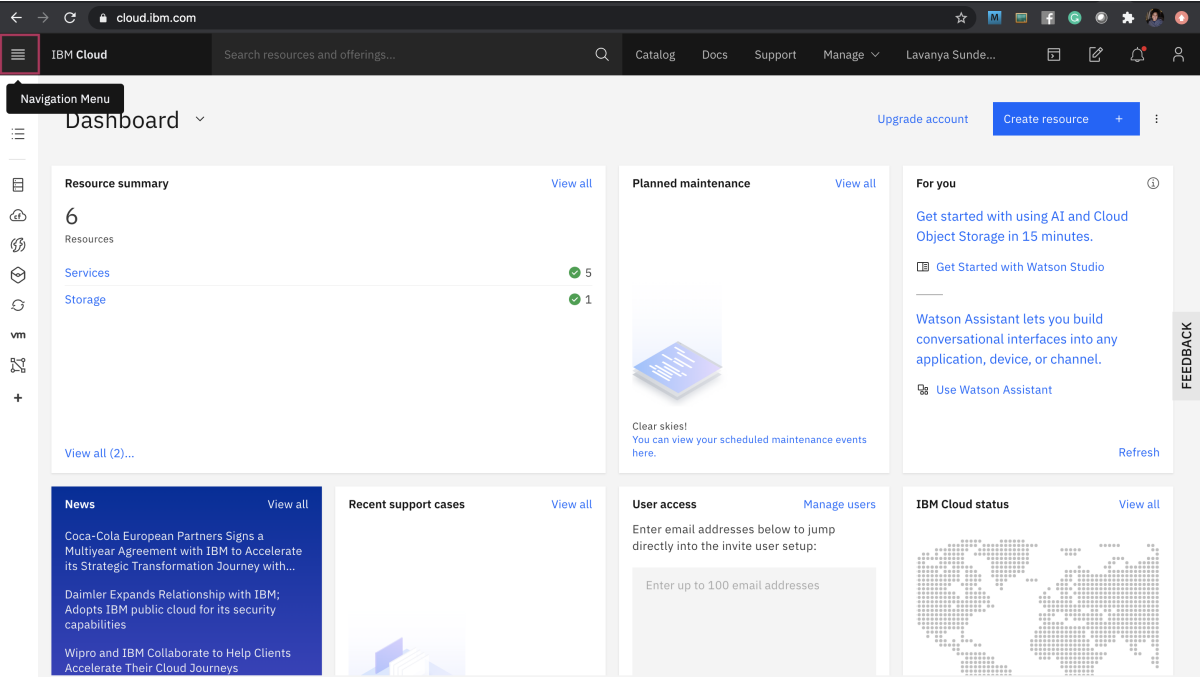 cloud.ibm.com
IBM Cloud
Search resources and offerings...
Catalog
Docs
Support
Manage
Lavanya Sunde...
Navigation Menu
Dashboard
Upgrade account
Create resource +
Resource summary
View all
6
Resources
Services
5
Storage
1
View all (2)...
Planned maintenance
View all
Clear skies!
You can view your scheduled maintenance events
here.
For you
Get started with using AI and Cloud
Object Storage in 15 minutes.
Get Started with Watson Studio
Watson Assistant lets you build
conversational interfaces into any
application, device, or channel.
Use Watson Assistant
Refresh
FEEDBACK
cf
vm
News
View all
Coca-Cola European Partners Signs a
Multiyear Agreement with IBM to Accelerate
its Strategic Transformation Journey with...
Daimler Expands Relationship with IBM;
Adopts IBM public cloud for its security
capabilities
Wipro and IBM Collaborate to Help Clients
Accelerate Their Cloud Journeys
Recent support cases
View all
User access
Manage users
Enter email addresses below to jump
directly into the invite user setup:
Enter up to 100 email addresses
IBM Cloud status
View all